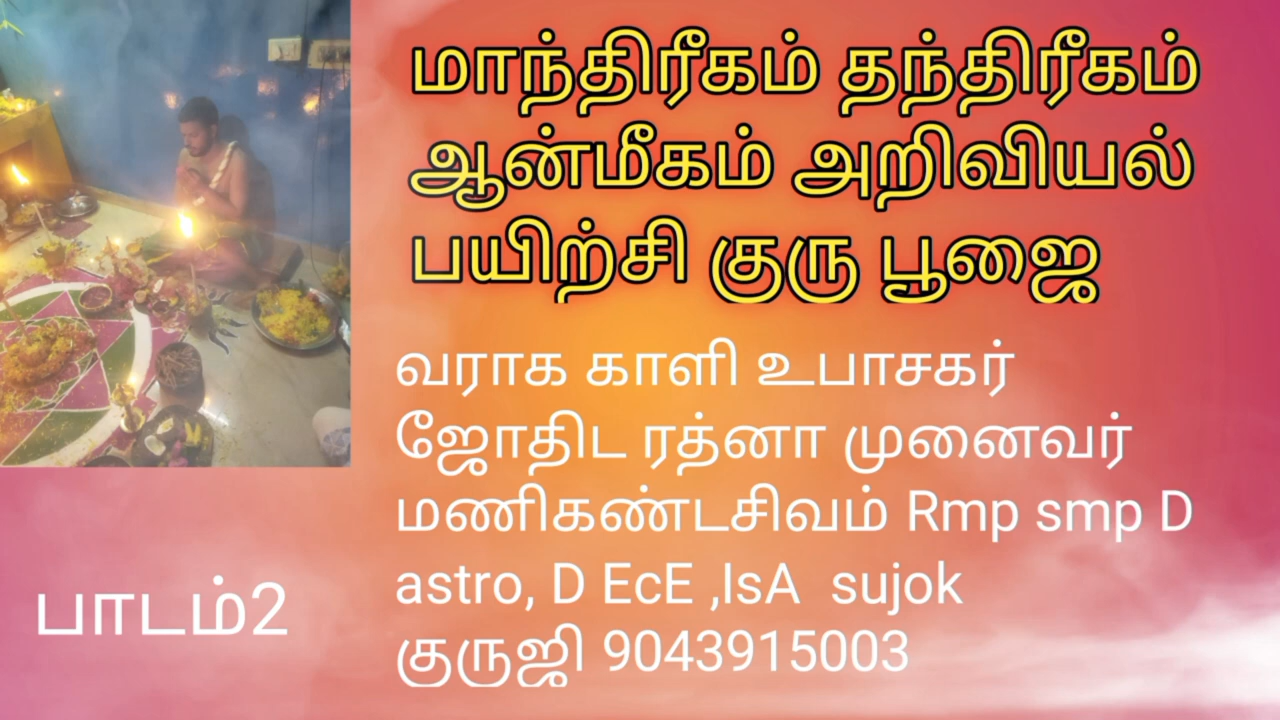 மாந்திரீகம் தந்திரீகம்
ஆன்மீகம் அறிவியல்
பயிற்சி குரு பூஜை
வராக காளி உபாசகர்
ஜோதிட ரத்னா முனைவர்
மணிகண்டசிவம் Rmp smp D
astro, D EcE ,IsA sujok
குருஜி 9043915003
பாடம்2